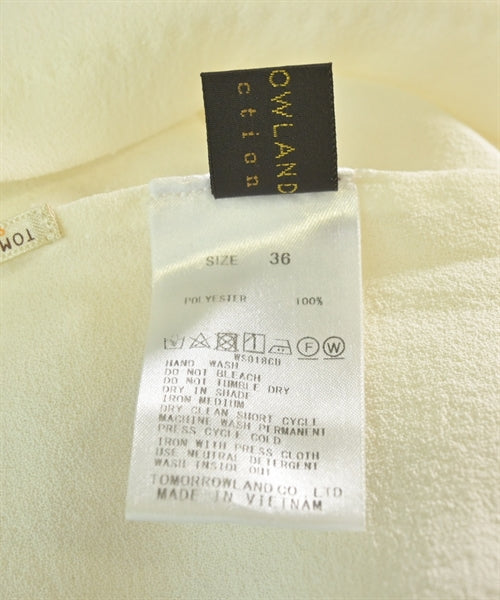 OWLAND
ction
TOM
SIZE 36
POLYESTER 100%
F W
WS018CD
HAND WASH
DO NOT BLEACH
DO NOT TUMBLE DRY
DRY IN SHADE
IRON MEDIUM
DRY CLEAN SHORT CYCLE
MACHINE WASH PERMANENT
PRESS CYCLE COLD
IRON WITH PRESS CLOTH
USE NEUTRAL DETERGENT
WASH INSIDE OUT
TOMORROWLAND CO., LTD.
MADE IN VIETNAM